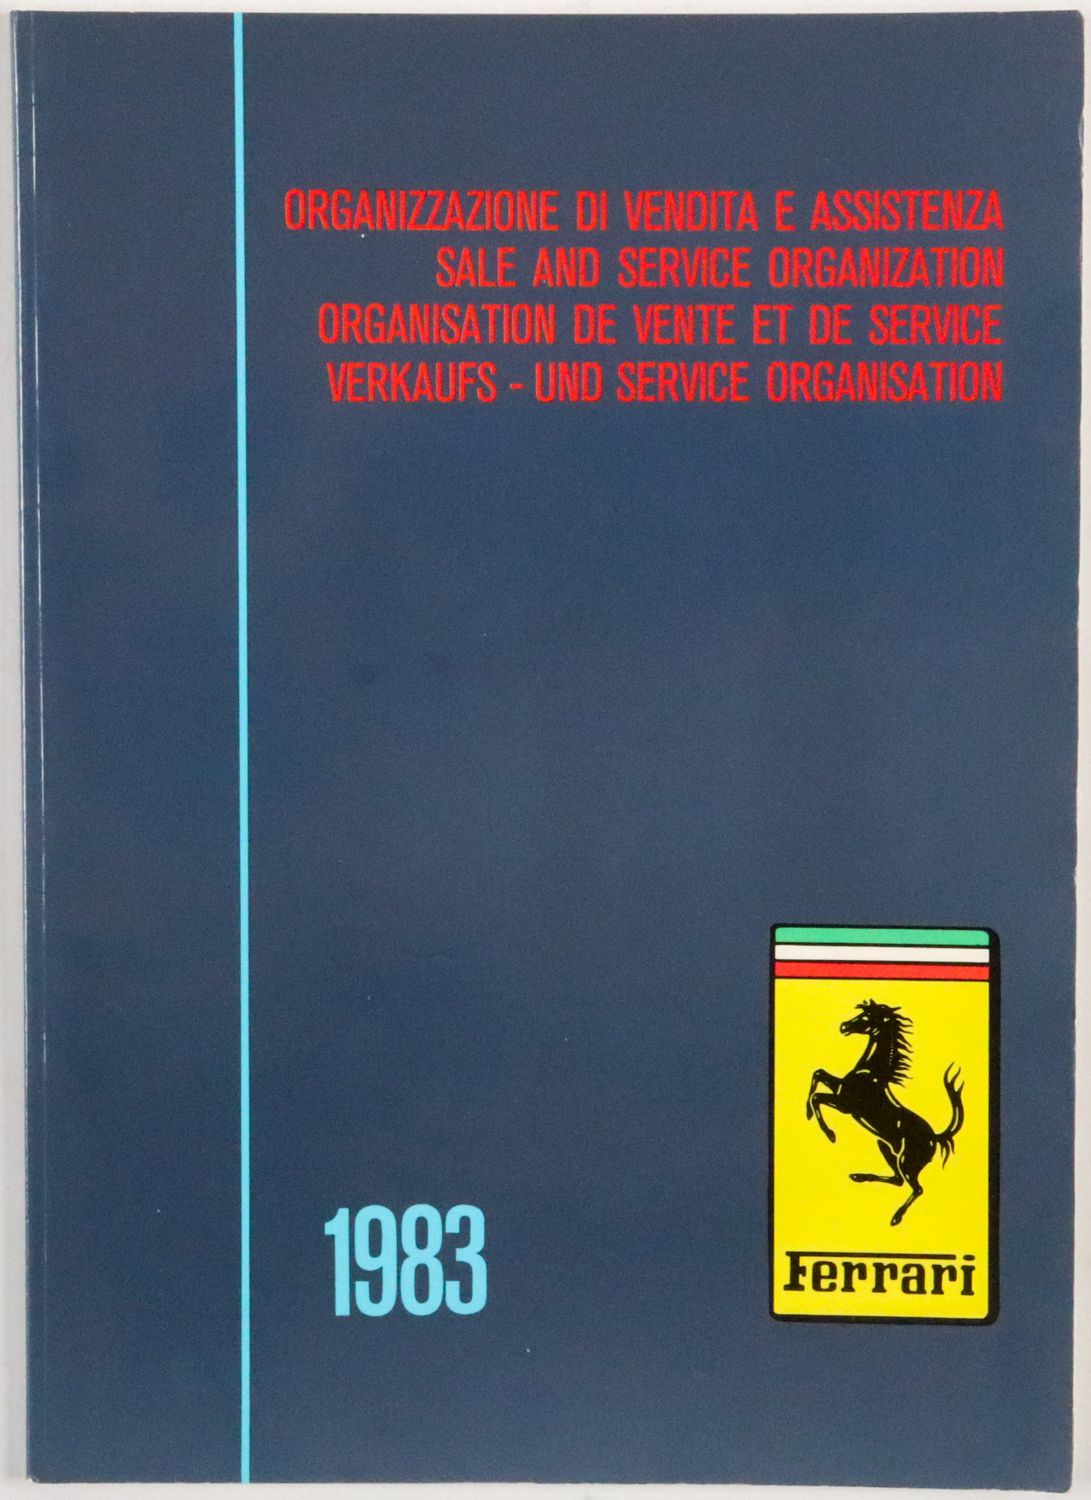 ORGANIZZAZIONE DI VENDITA E ASSISTENZA
SALE AND SERVICE ORGANIZATION
ORGANISATION DE VENTE ET DE SERVICE
VERKAUFS - UND SERVICE ORGANISATION
1983
Ferrari